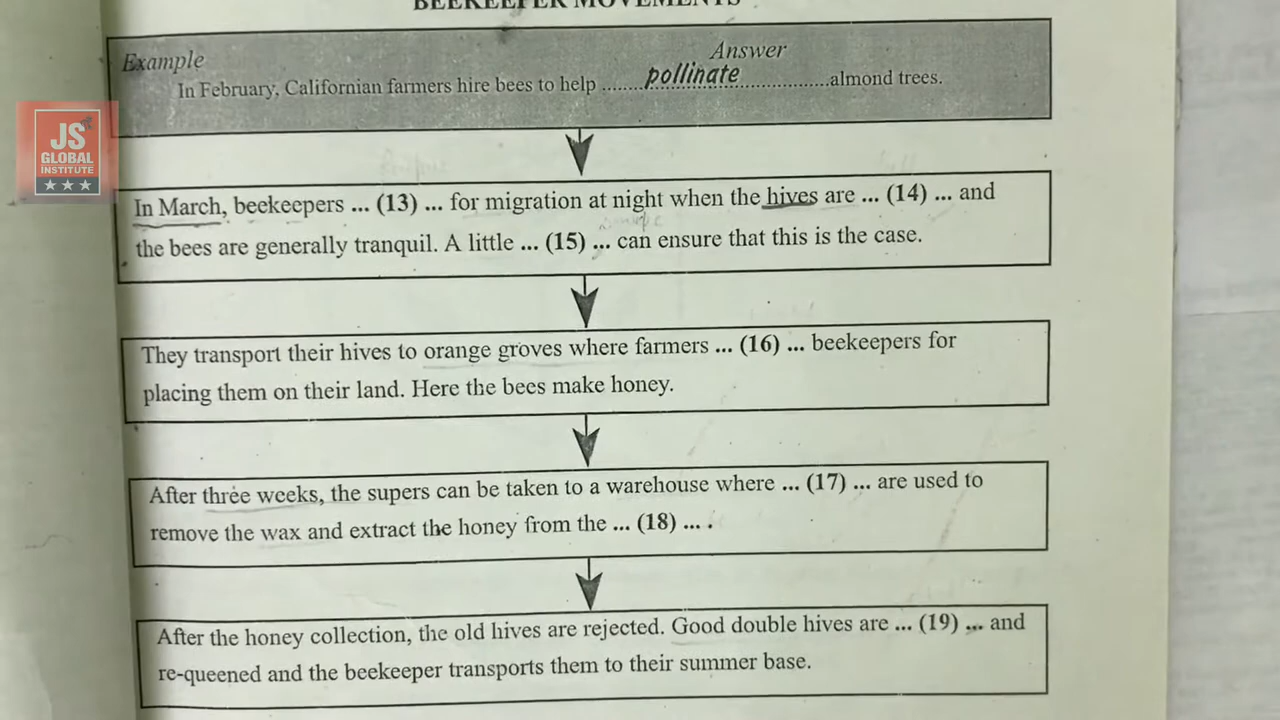 BEEKEEPER MOVEMENTS
Example
Answer
In February, Californian farmers hire bees to help ........pollinate......................almond trees.
JS
GLOBAL
INSTITUTE
In March, beekeepers ... (13) ... for migration at night when the hives are ... (14) ... and
the bees are generally tranquil. A little ... (15) ... can ensure that this is the case.
They transport their hives to orange groves where farmers ... (16) ... beekeepers for
placing them on their land. Here the bees make honey.
After three weeks, the supers can be taken to a warehouse where ... (17) ... are used to
remove the wax and extract the honey from the ... (18) ... .
After the honey collection, the old hives are rejected. Good double hives are ... (19) ... and
re-queened and the beekeeper transports them to their summer base.